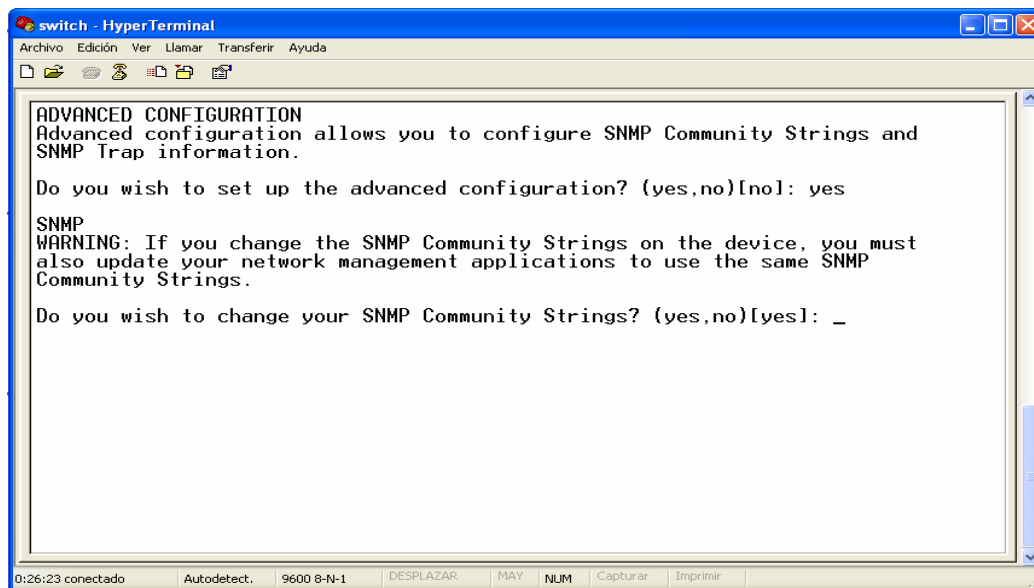 switch - HyperTerminal
Archivo Edición Ver Llamar Transferir Ayuda
ADVANCED CONFIGURATION
Advanced configuration allows you to configure SNMP Community Strings and
SNMP Trap information.
Do you wish to set up the advanced configuration? (yes,no)[no]: yes
SNMP
WARNING: If you change the SNMP Community Strings on the device, you must
also update your network management applications to use the same SNMP
Community Strings.
Do you wish to change your SNMP Community Strings? (yes,no)[yes]: _
0:26:23 conectado Autodetect. 9600 8-N-1 DESPLAZAR MAY NUM Capturar Imprimir